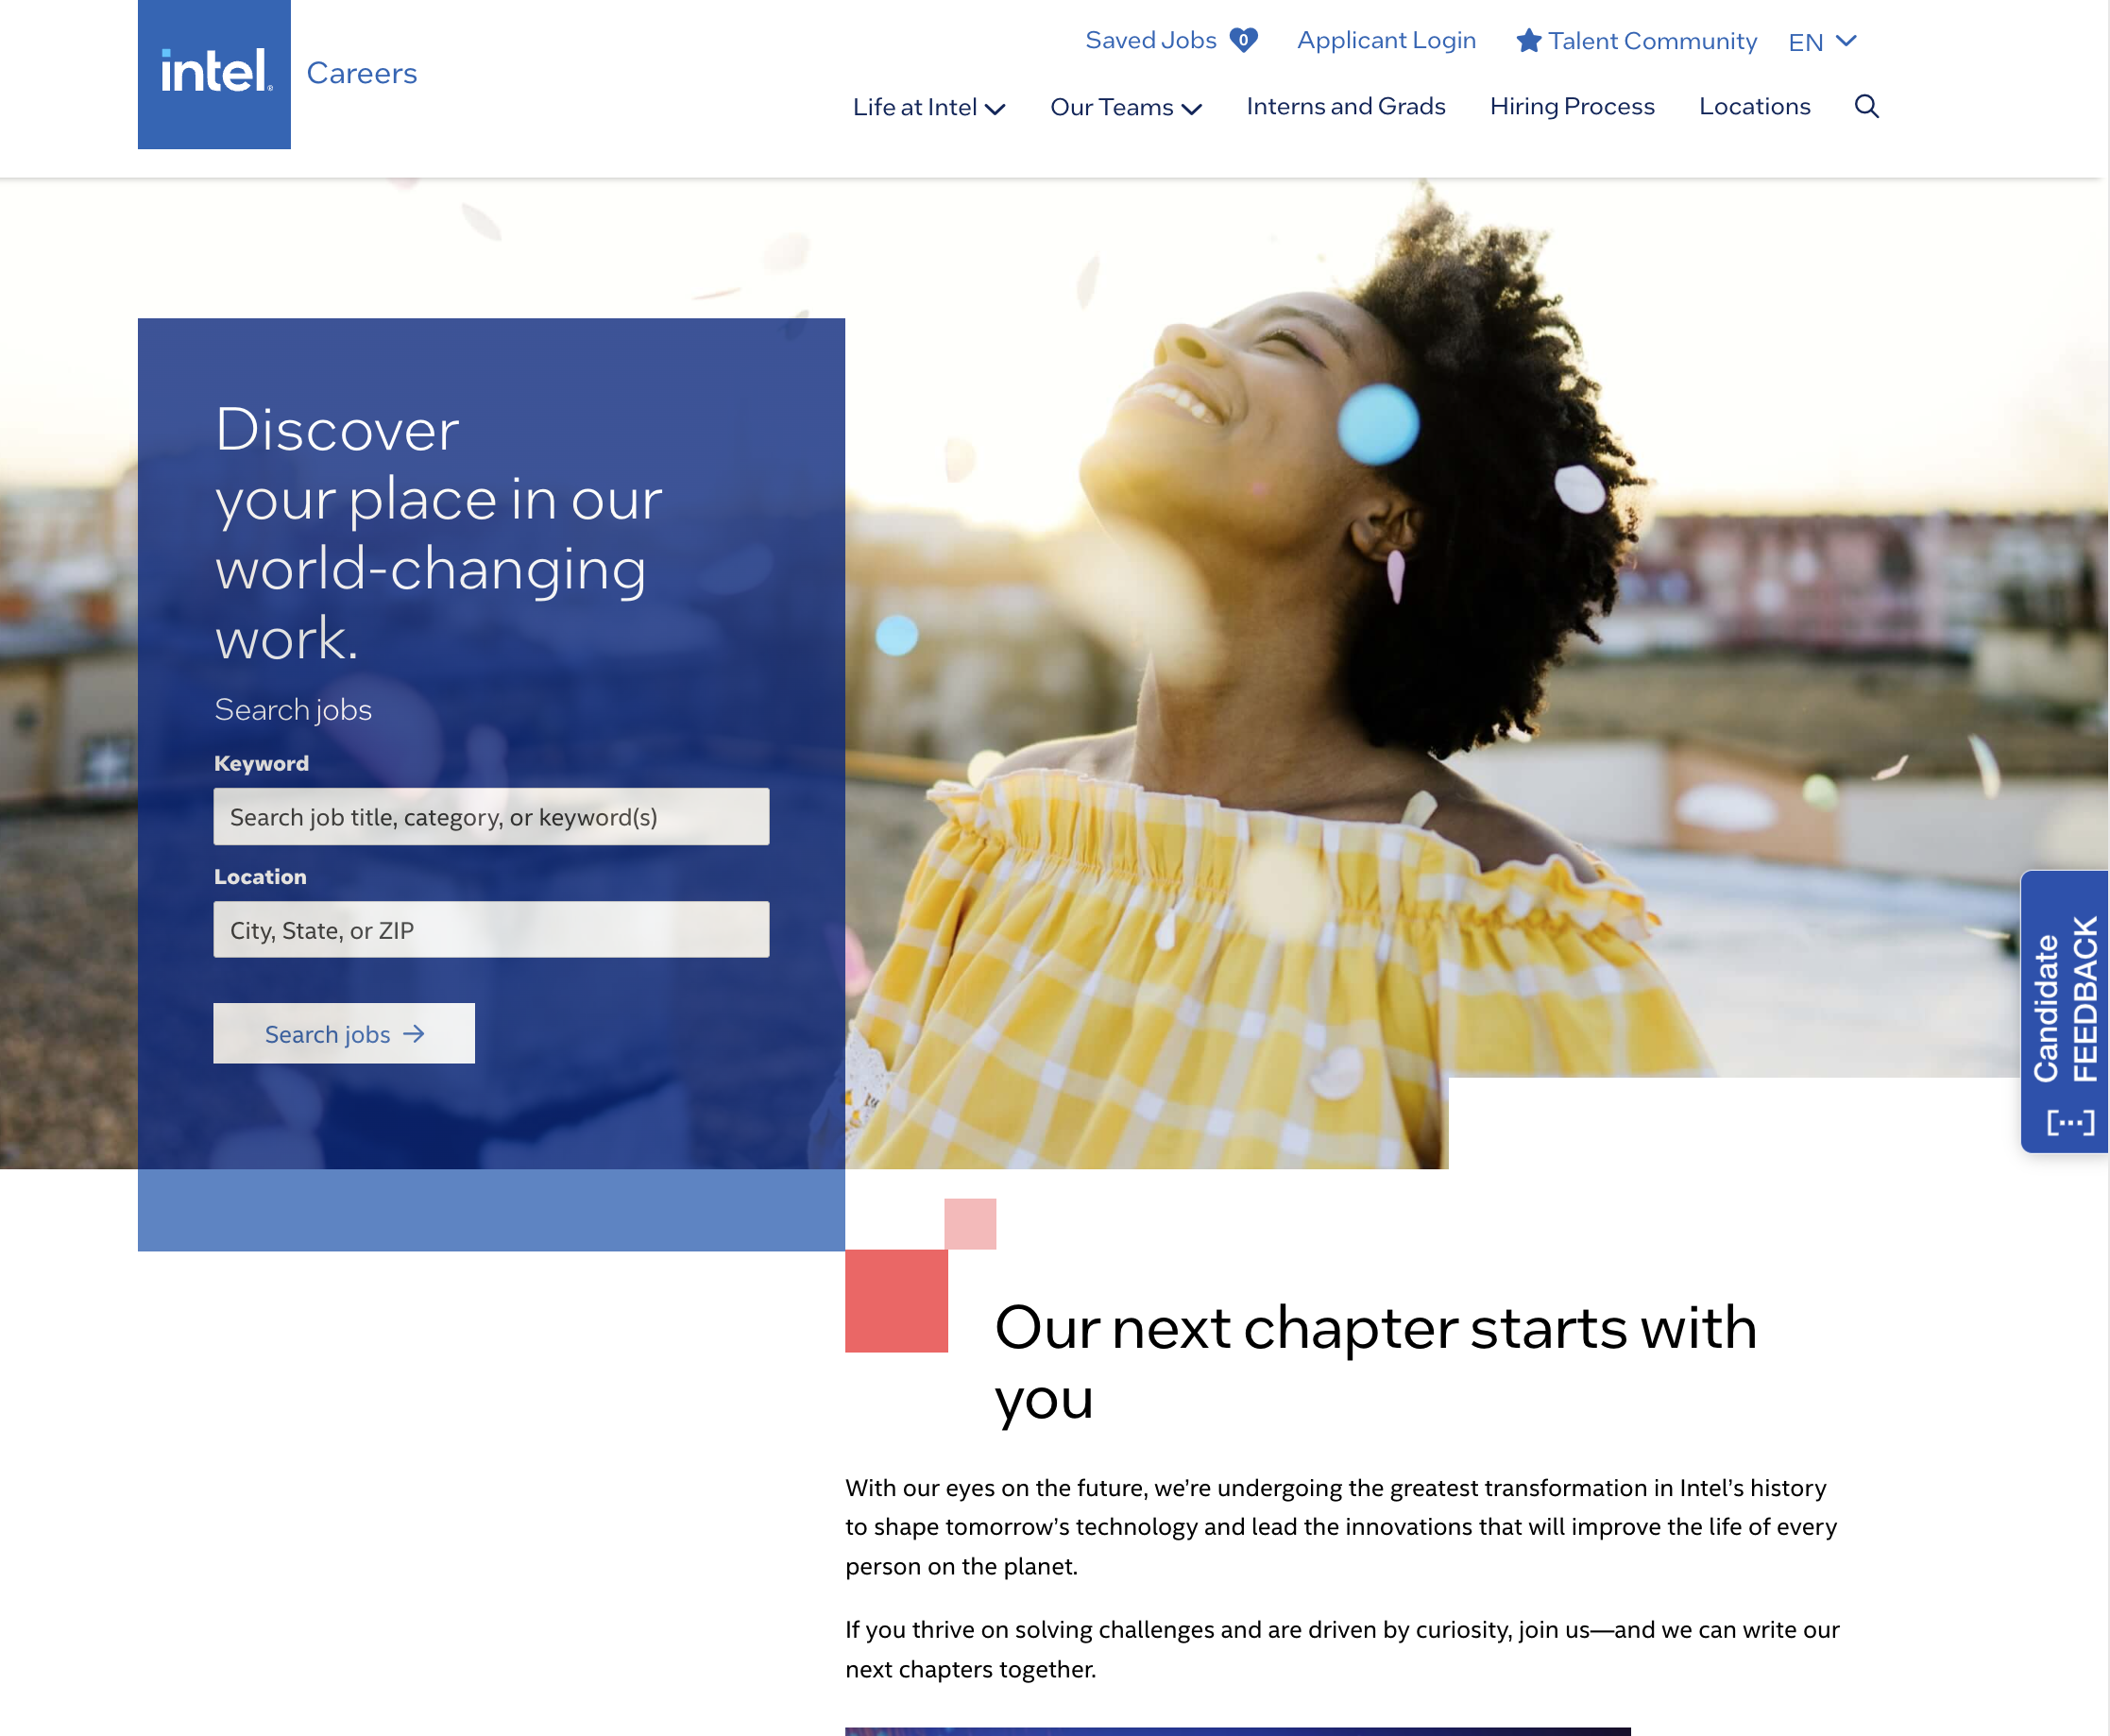 intel.
Careers
Saved Jobs 0 Applicant Login Talent Community EN
Life at Intel Our Teams Interns and Grads Hiring Process Locations
Discover
your place in our
world-changing
work.
Search jobs
Keyword
Search job title, category, or keyword(s)
Location
City, State, or ZIP
Search jobs →
Candidate
FEEDBACK
Our next chapter starts with
you
With our eyes on the future, we’re undergoing the greatest transformation in Intel’s history
to shape tomorrow’s technology and lead the innovations that will improve the life of every
person on the planet.
If you thrive on solving challenges and are driven by curiosity, join us—and we can write our
next chapters together.